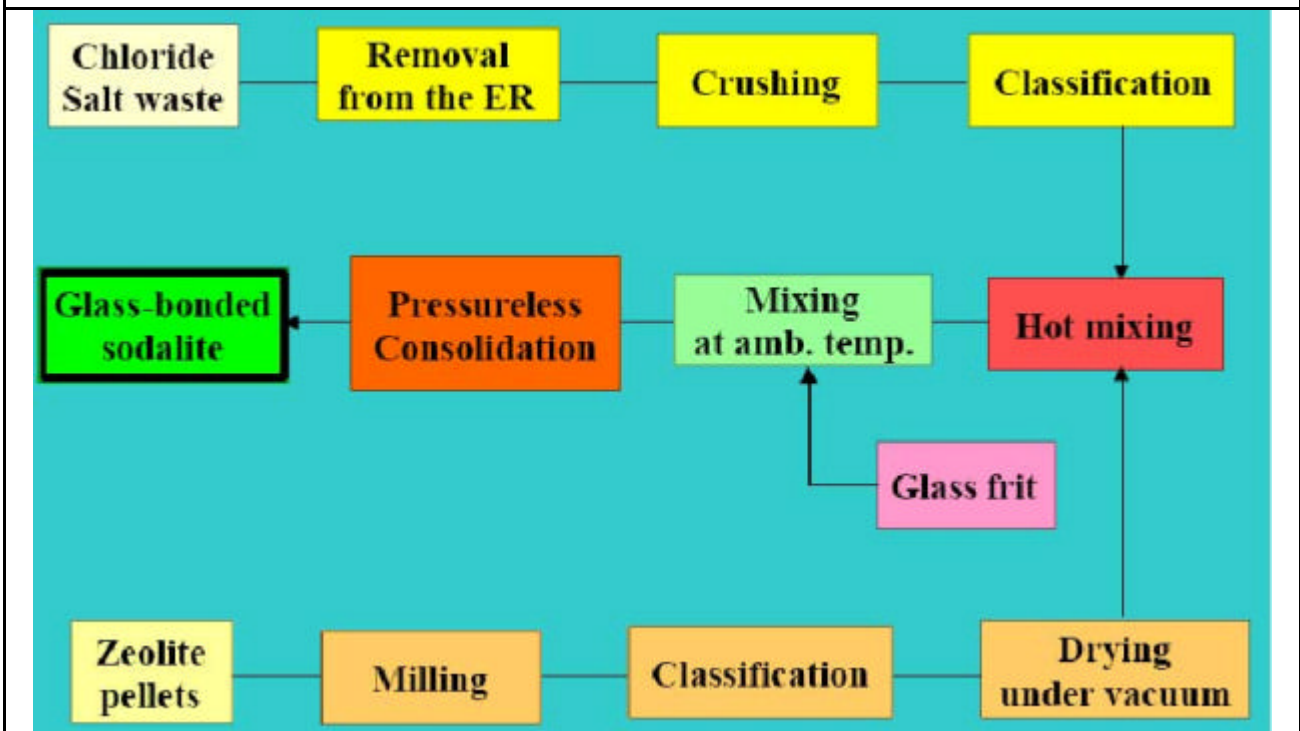 Chloride
Salt waste
Removal
from the ER
Crushing
Classification
Glass-bonded
sodalite
Pressureless
Consolidation
Mixing
at amb. temp.
Hot mixing
Glass frit
Zeolite
pellets
Milling
Classification
Drying
under vacuum